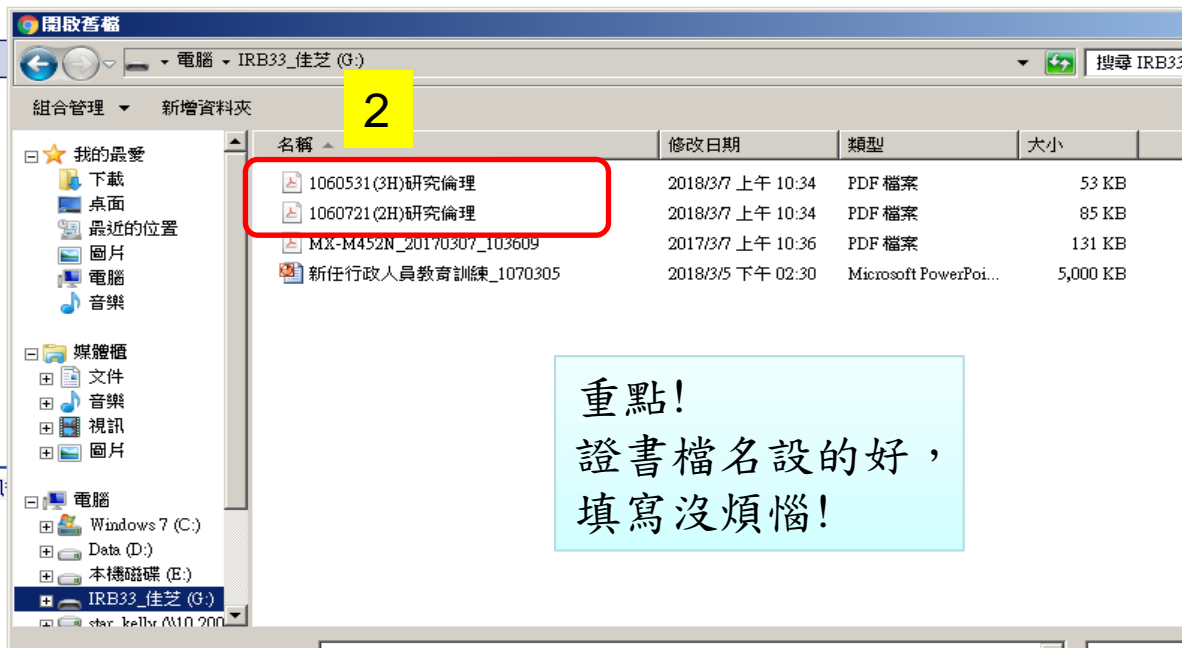 開啟舊檔
電腦 IRB33_佳芝 (G:)
搜尋 IRB33
組合管理 新增資料夾
2
名稱 修改日期 類型 大小
我的最愛
下載
桌面
最近的位置
圖片
電腦
音樂
媒體櫃
文件
音樂
視訊
圖片
電腦
Windows 7 (C:)
Data (D:)
本機磁碟 (E:)
IRB33_佳芝 (G:)
star_kelly (\\10.200
1060531(3H)研究倫理 2018/3/7 上午 10:34 PDF 檔案 53 KB
1060721(2H)研究倫理 2018/3/7 上午 10:34 PDF 檔案 85 KB
MX-M452N_20170307_103609 2017/3/7 上午 10:36 PDF 檔案 131 KB
新任行政人員教育訓練_1070305 2018/3/5 下午 02:30 Microsoft PowerPoi... 5,000 KB
重點!
證書檔名設的好，
填寫沒煩惱!